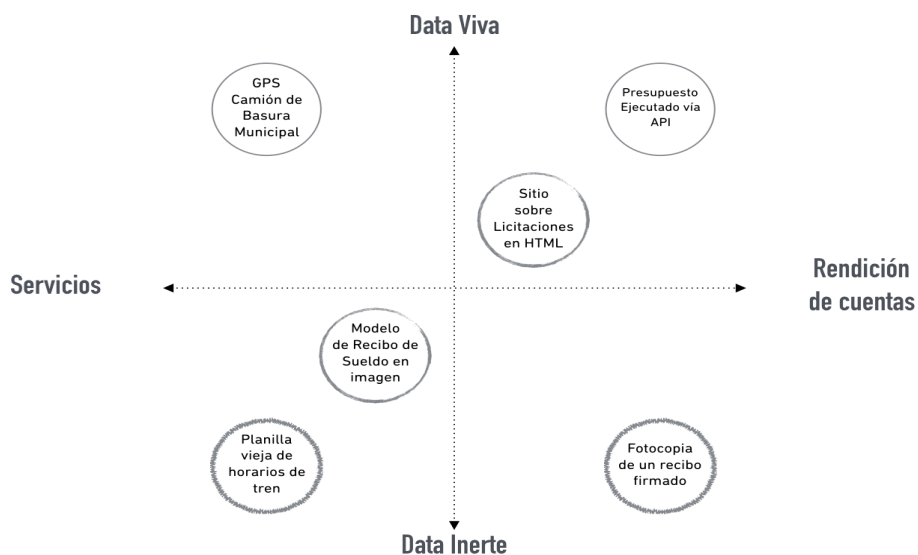 Data Viva
GPS
Camión de
Basura
Municipal
Presupuesto
Ejecutado vía
API
Sitio
sobre
Licitaciones
en HTML
Servicios
Rendición
de cuentas
Modelo
de Recibo de
Sueldo en
imagen
Planilla
vieja de
horarios de
tren
Fotocopia
de un recibo
firmado
Data Inerte